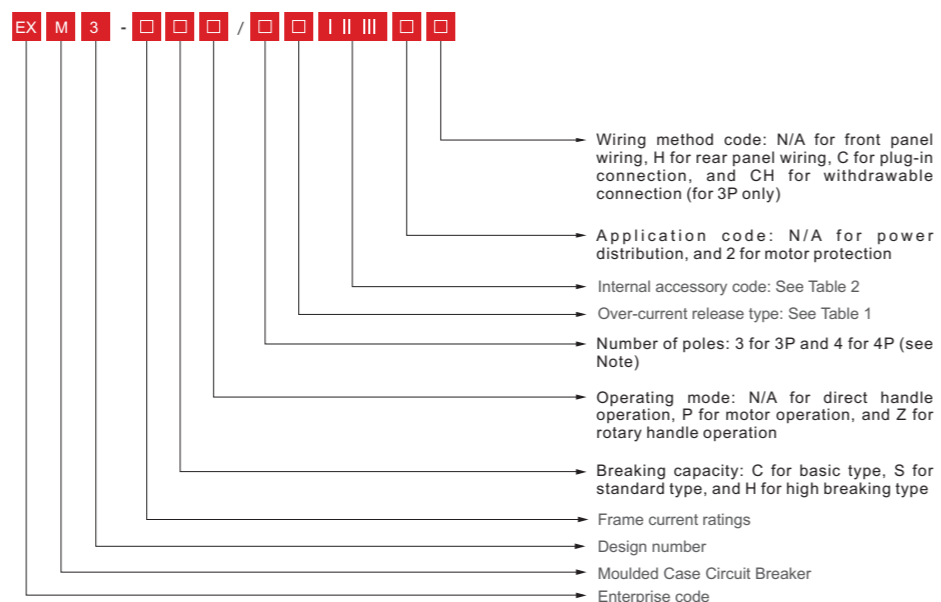 EX M 3 - □ □ □ / □ □ I II III □ □
Wiring method code: N/A for front panel
wiring, H for rear panel wiring, C for plug-in
connection, and CH for withdrawable
connection (for 3P only)
Application code: N/A for power
distribution, and 2 for motor protection
Internal accessory code: See Table 2
Over-current release type: See Table 1
Number of poles: 3 for 3P and 4 for 4P (see
Note)
Operating mode: N/A for direct handle
operation, P for motor operation, and Z for
rotary handle operation
Breaking capacity: C for basic type, S for
standard type, and H for high breaking type
Frame current ratings
Design number
Moulded Case Circuit Breaker
Enterprise code